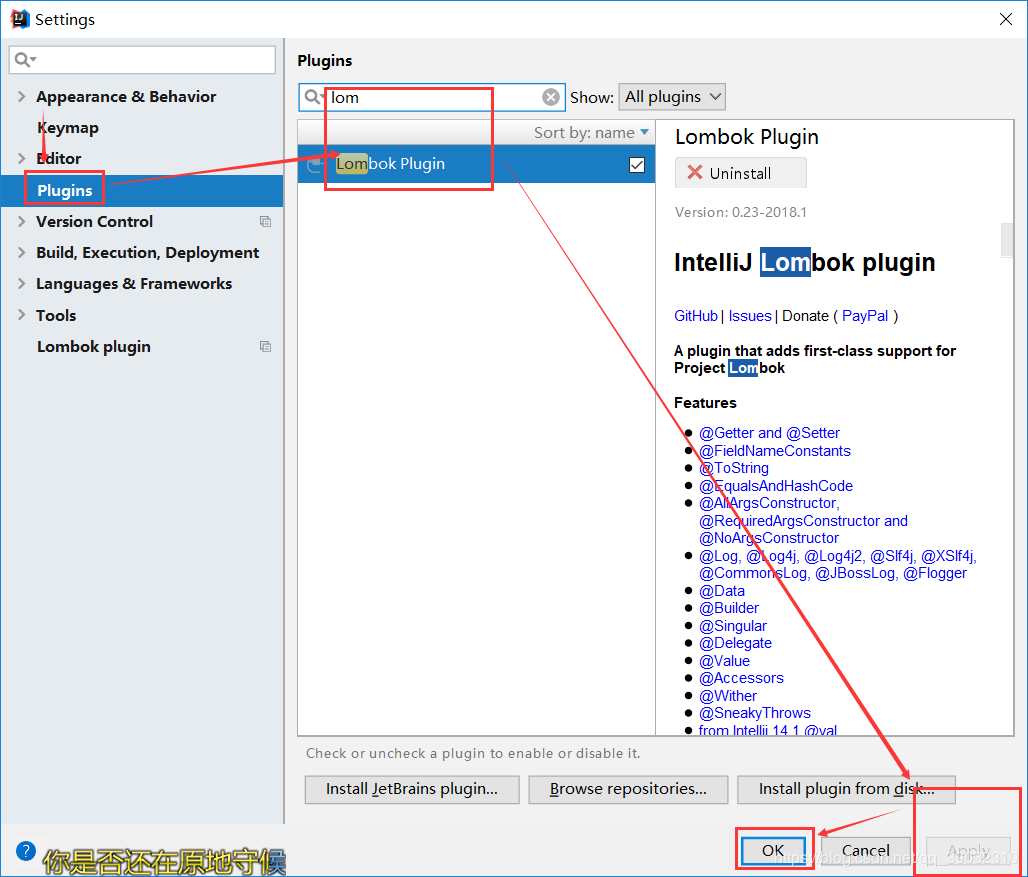 Settings
Appearance & Behavior
Keymap
Editor
Plugins
Version Control
Build, Execution, Deployment
Languages & Frameworks
Tools
Lombok plugin
Plugins
lom
Show: All plugins
Sort by: name
Lombok Plugin
Lombok Plugin
Uninstall
Version: 0.23-2018.1
IntelliJ Lombok plugin
GitHub | Issues | Donate ( PayPal )
A plugin that adds first-class support for
Project Lombok
Features
@Getter and @Setter
@FieldNameConstants
@ToString
@EqualsAndHashCode
@AllArgsConstructor,
@RequiredArgsConstructor and
@NoArgsConstructor
@Log, @Log4j, @Log4j2, @Slf4j, @XSlf4j,
@CommonsLog, @JBossLog, @Flogger
@Data
@Builder
@Singular
@Delegate
@Value
@Accessors
@Wither
@SneakyThrows
from Intellij 14.1 @val
Check or uncheck a plugin to enable or disable it.
Install JetBrains plugin...
Browse repositories...
Install plugin from disk...
?
你是否还在原地守候
OK
Cancel
Apply
https://blog.csdn.net/qq_39032310